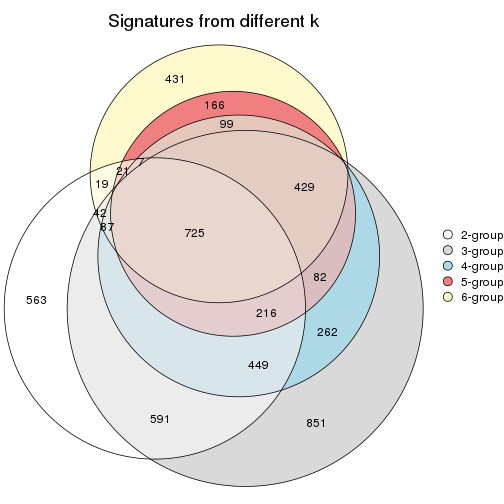 Signatures from different k
431
166
99
7
21
19
429
42
87
725
2-group
3-group
4-group
5-group
6-group
82
563
216
262
449
591
851